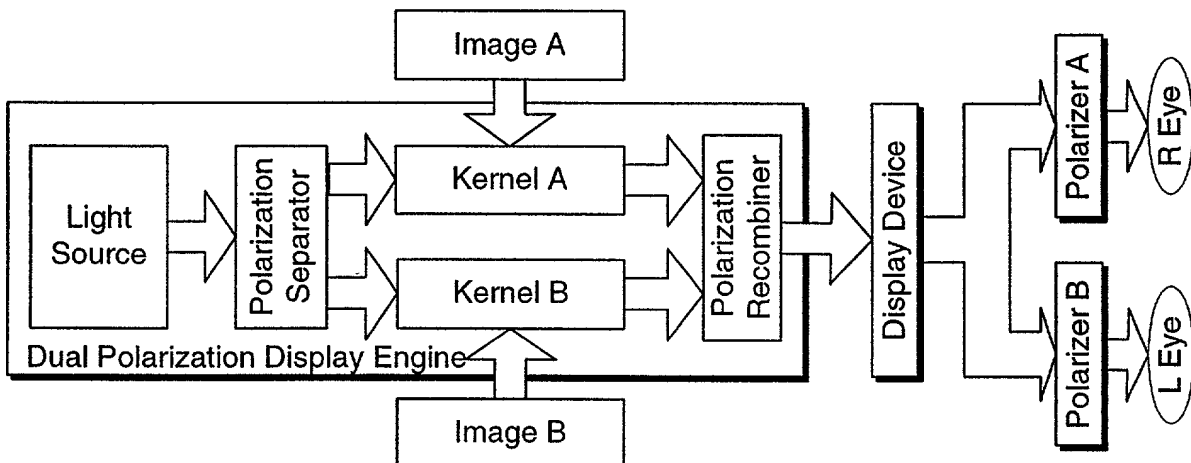 Image A
Light
Source
Polarization
Separator
Kernel A
Kernel B
Polarization
Recombiner
Dual Polarization Display Engine
Image B
Display Device
Polarizer A
R Eye
Polarizer B
L Eye